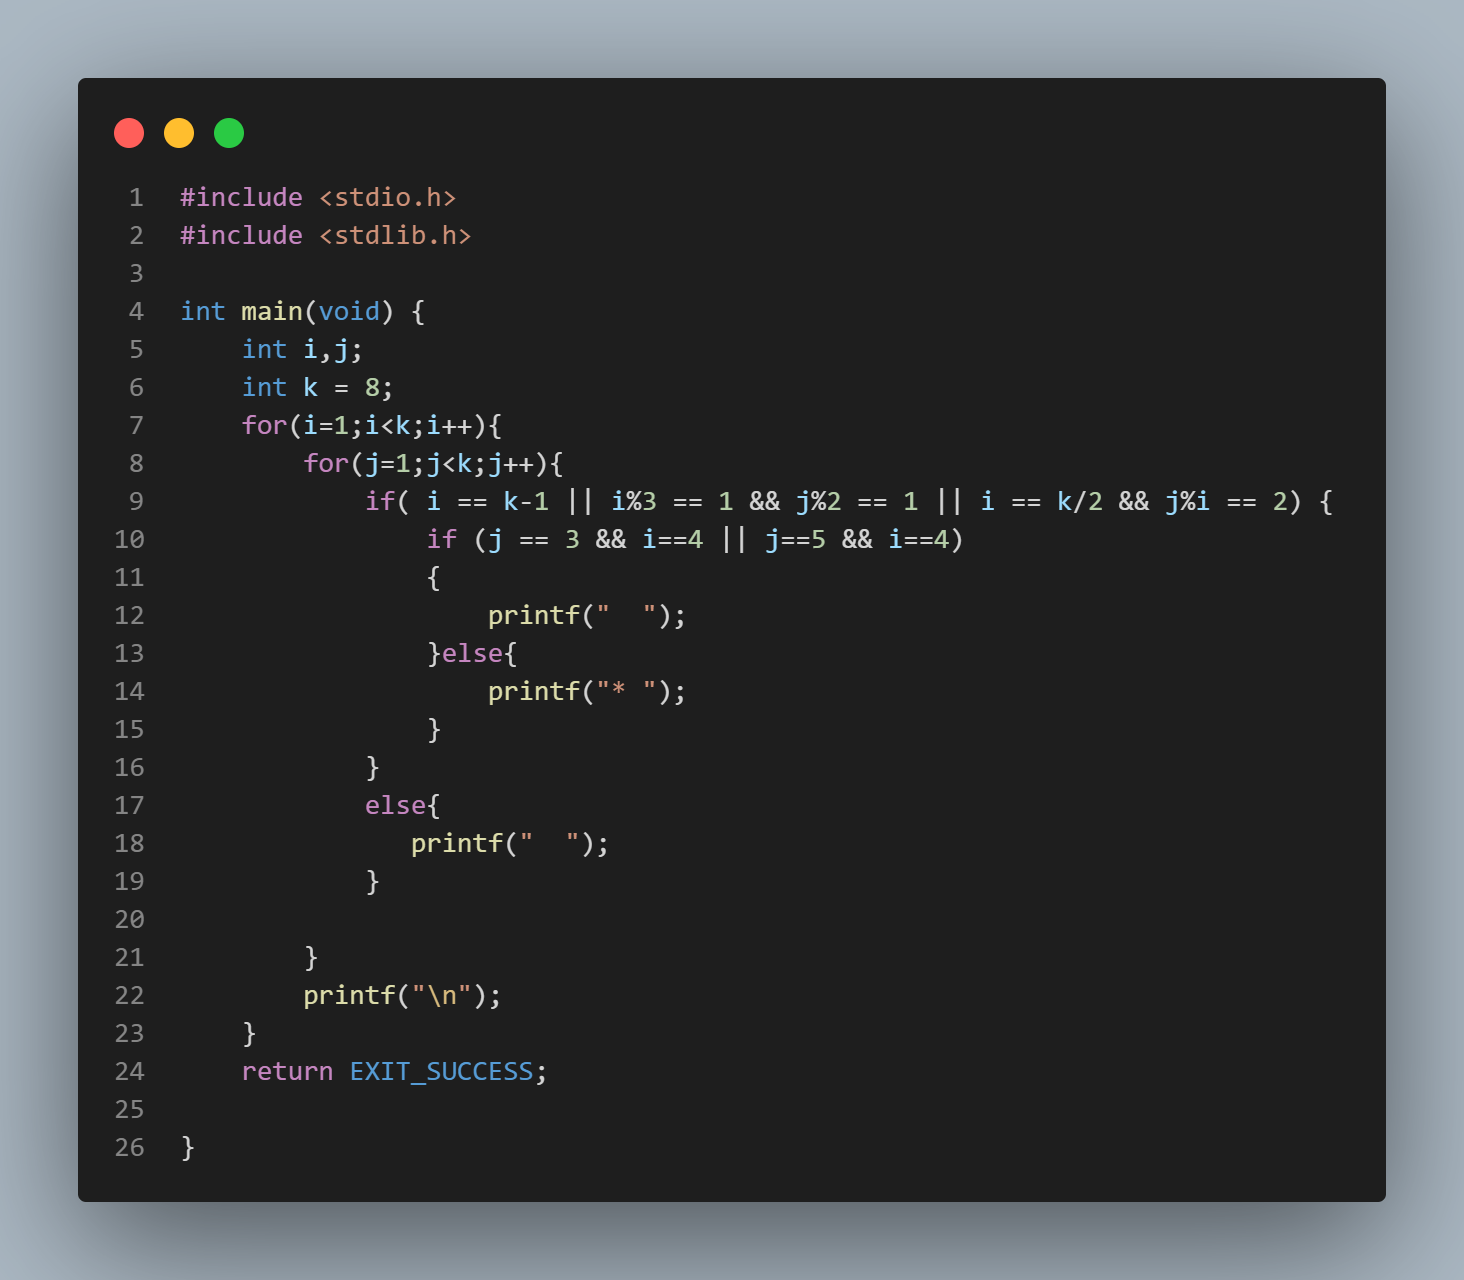 1 #include <stdio.h>
2 #include <stdlib.h>
3
4 int main(void) {
5     int i,j;
6     int k = 8;
7     for(i=1;i<k;i++){
8         for(j=1;j<k;j++){
9             if( i == k-1 || i%3 == 1 && j%2 == 1 || i == k/2 && j%i == 2) {
10                 if (j == 3 && i==4 || j==5 && i==4)
11                 {
12                     printf("  ");
13                 }else{
14                     printf("* ");
15                 }
16             }
17             else{
18                printf("  ");
19             }
20
21         }
22         printf("\n");
23     }
24     return EXIT_SUCCESS;
25
26 }